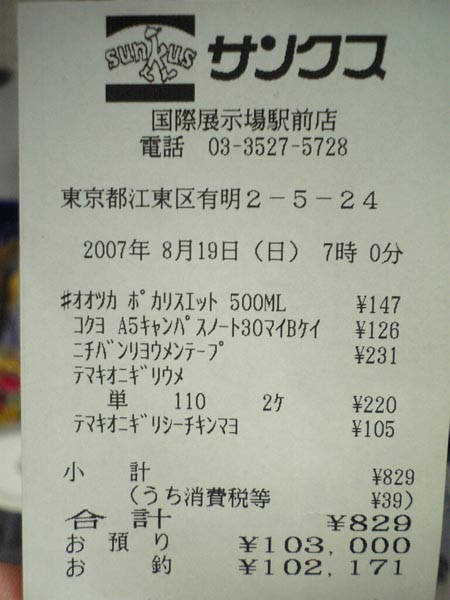 sunkus サンクス
国際展示場駅前店
電話 03-3527-5728
東京都江東区有明2-5-24
2007年 8月19日（日） 7時 0分
#ｵｵﾂｶ ﾎﾟｶﾘｽｴｯﾄ 500ML ¥147
ｺｸﾖ A5ｷｬﾝﾊﾟｽﾉｰﾄ30ﾏｲBｹｲ ¥126
ﾆﾁﾊﾞﾝﾘﾖｳﾒﾝﾃｰﾌﾟ ¥231
ﾃﾏｷｵﾆｷﾞﾘｳﾒ
単 110 2ｹ ¥220
ﾃﾏｷｵﾆｷﾞﾘｼｰﾁｷﾝﾏﾖ ¥105
小 計 ¥829
（うち消費税等 ¥39）
合 計 ¥829
お預り ¥103,000
お 釣 ¥102,171